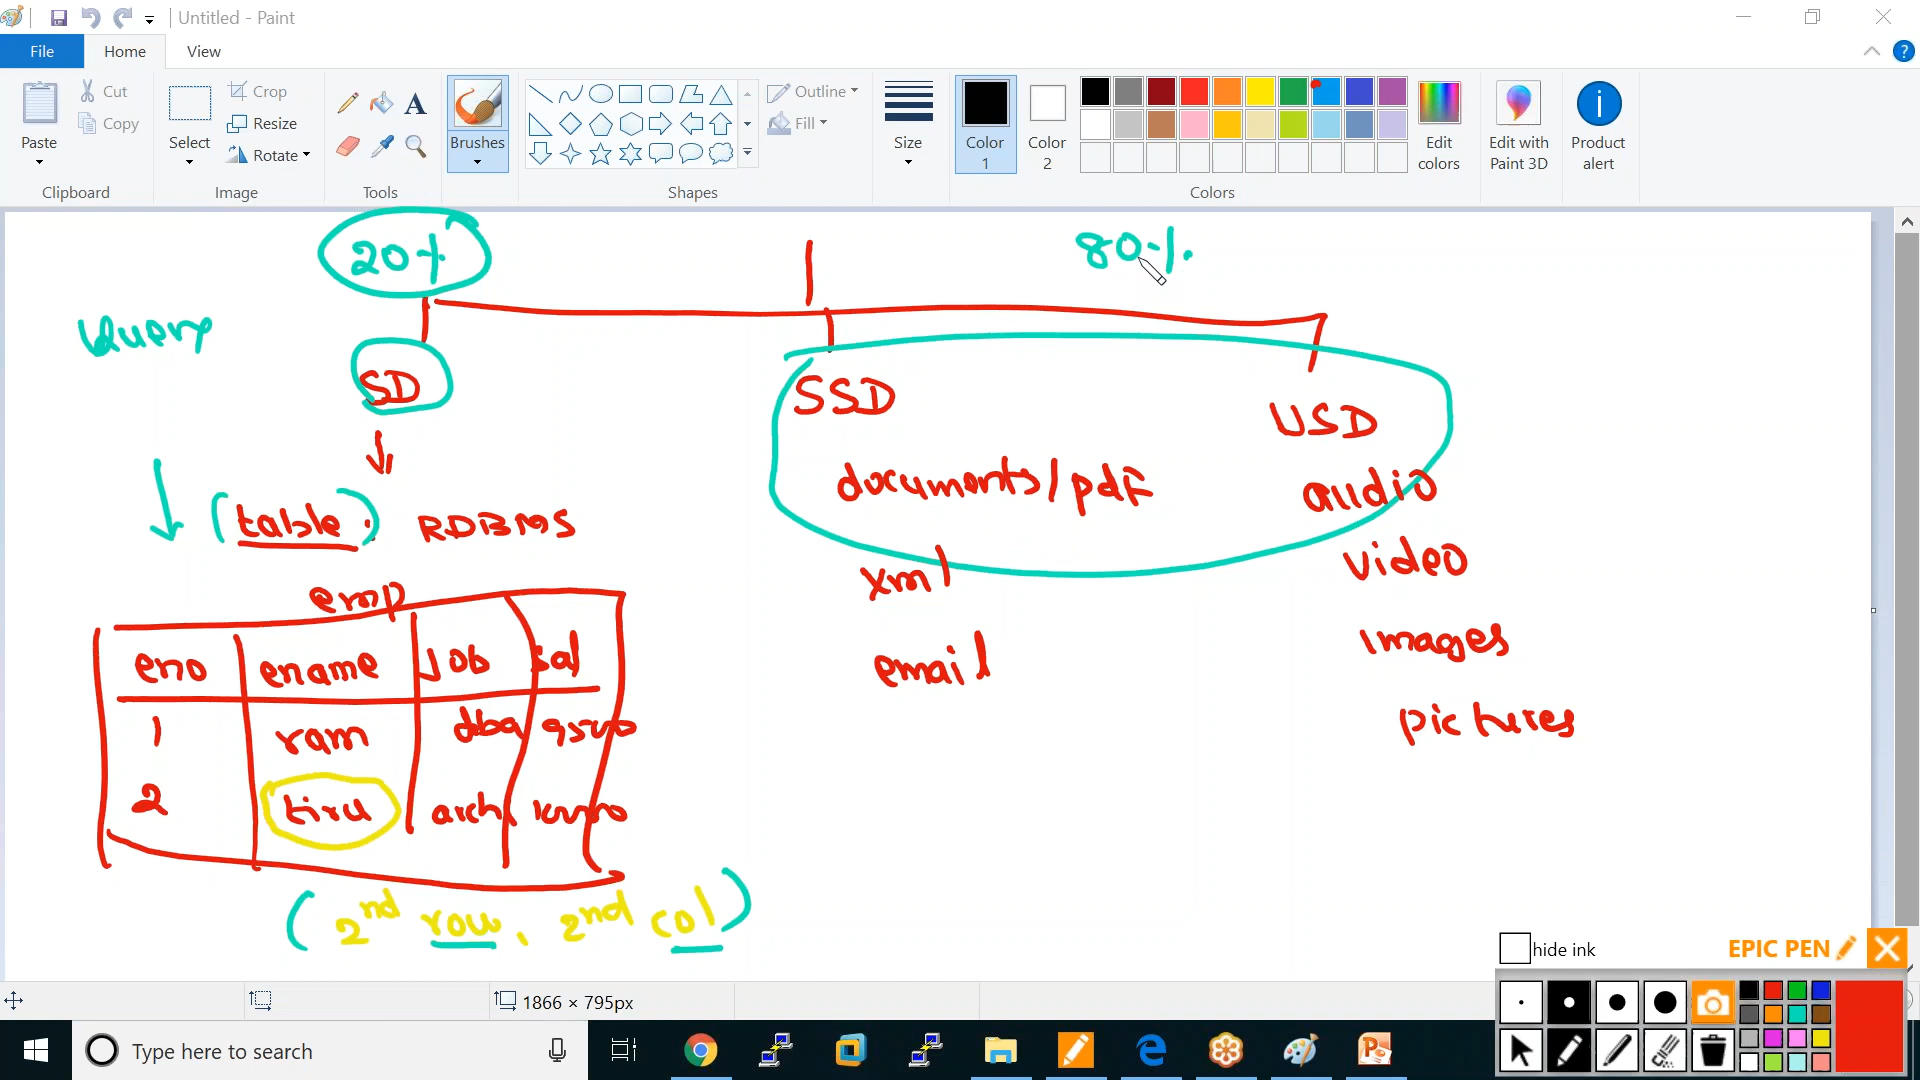 Untitled - Paint
File
Home
View
Paste
Cut
Copy
Clipboard
Select
Crop
Resize
Rotate
Image
Tools
Brushes
Shapes
Outline
Fill
Size
Color 1
Color 2
Edit colors
Colors
Edit with Paint 3D
Product alert
20%
80%
Query
SD
SSD
USD
documents/pdf
audio
(table) RDBMS
xml
video
emp
email
images
eno ename Job sal
pictures
1 ram dba
2 tiru arch
(2nd row, 2nd col)
hide ink
EPIC PEN
1866 × 795px
Type here to search